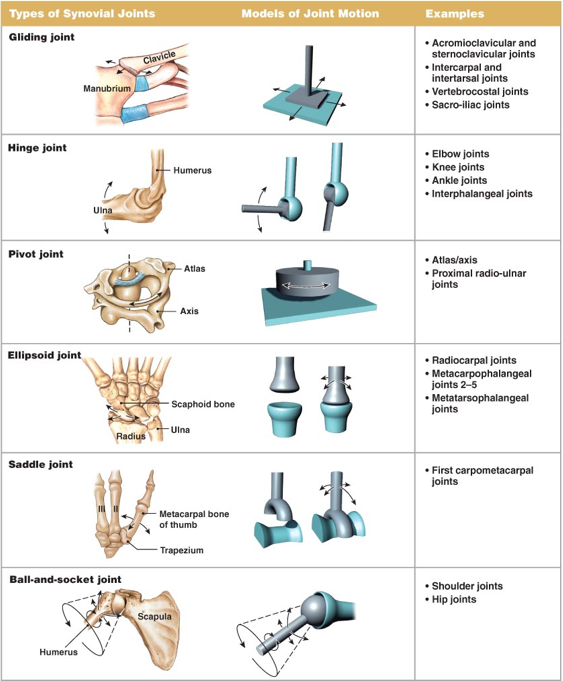 Types of Synovial Joints
Models of Joint Motion
Examples
Gliding joint
Clavicle
Manubrium
• Acromioclavicular and
sternoclavicular joints
• Intercarpal and
intertarsal joints
• Vertebrocostal joints
• Sacro-iliac joints
Hinge joint
Humerus
Ulna
• Elbow joints
• Knee joints
• Ankle joints
• Interphalangeal joints
Pivot joint
Atlas
Axis
• Atlas/axis
• Proximal radio-ulnar
joints
Ellipsoid joint
Scaphoid bone
Ulna
Radius
• Radiocarpal joints
• Metacarpophalangeal
joints 2–5
• Metatarsophalangeal
joints
Saddle joint
III
II
Metacarpal bone
of thumb
Trapezium
• First carpometacarpal
joints
Ball-and-socket joint
Scapula
Humerus
• Shoulder joints
• Hip joints